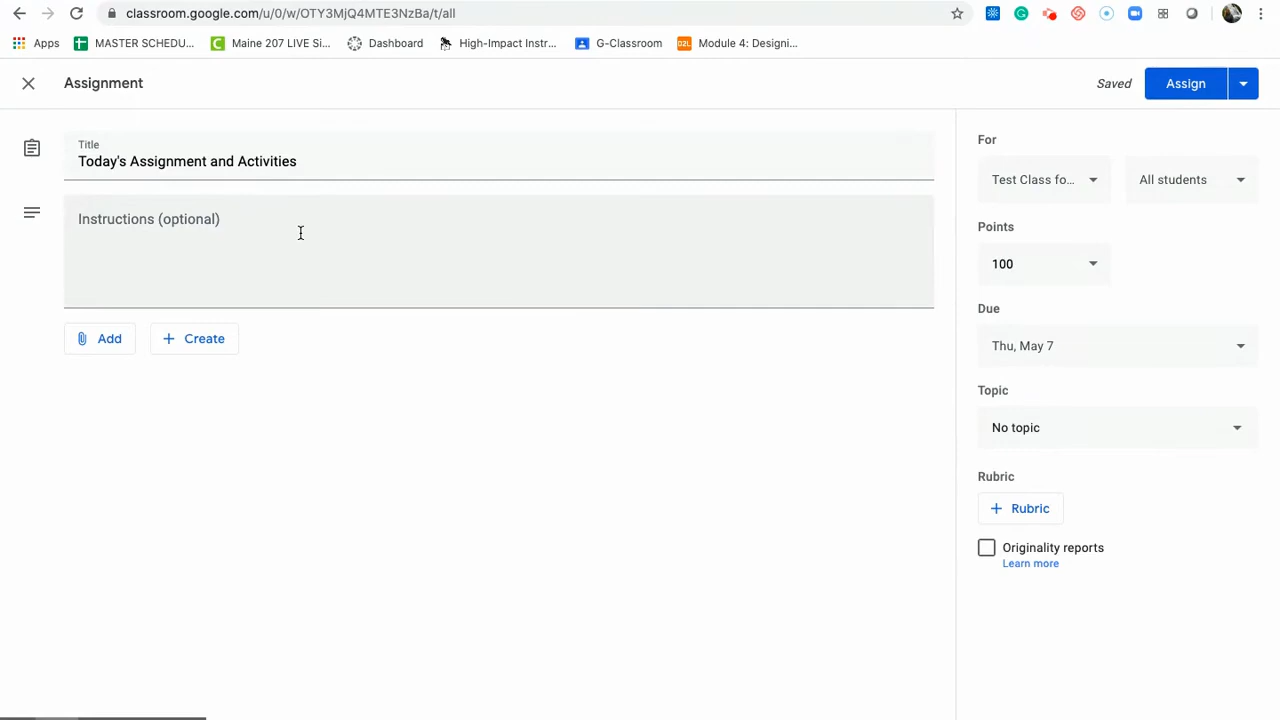 classroom.google.com/u/0/w/OTY3MjQ4MTE3NzBa/t/all
Apps MASTER SCHEDU... Maine 207 LIVE Si... Dashboard High-Impact Instr... G-Classroom D2L Module 4: Designi...
Assignment Saved Assign
Title
Today's Assignment and Activities
Instructions (optional)
Add Create
For
Test Class fo... All students
Points
100
Due
Thu, May 7
Topic
No topic
Rubric
Rubric
Originality reports
Learn more